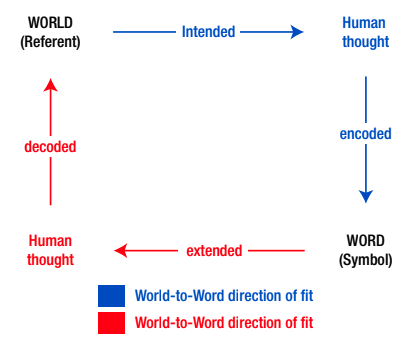 WORLD
(Referent)
Intended
Human
thought
decoded
encoded
Human
thought
extended
WORD
(Symbol)
World-to-Word direction of fit
World-to-Word direction of fit